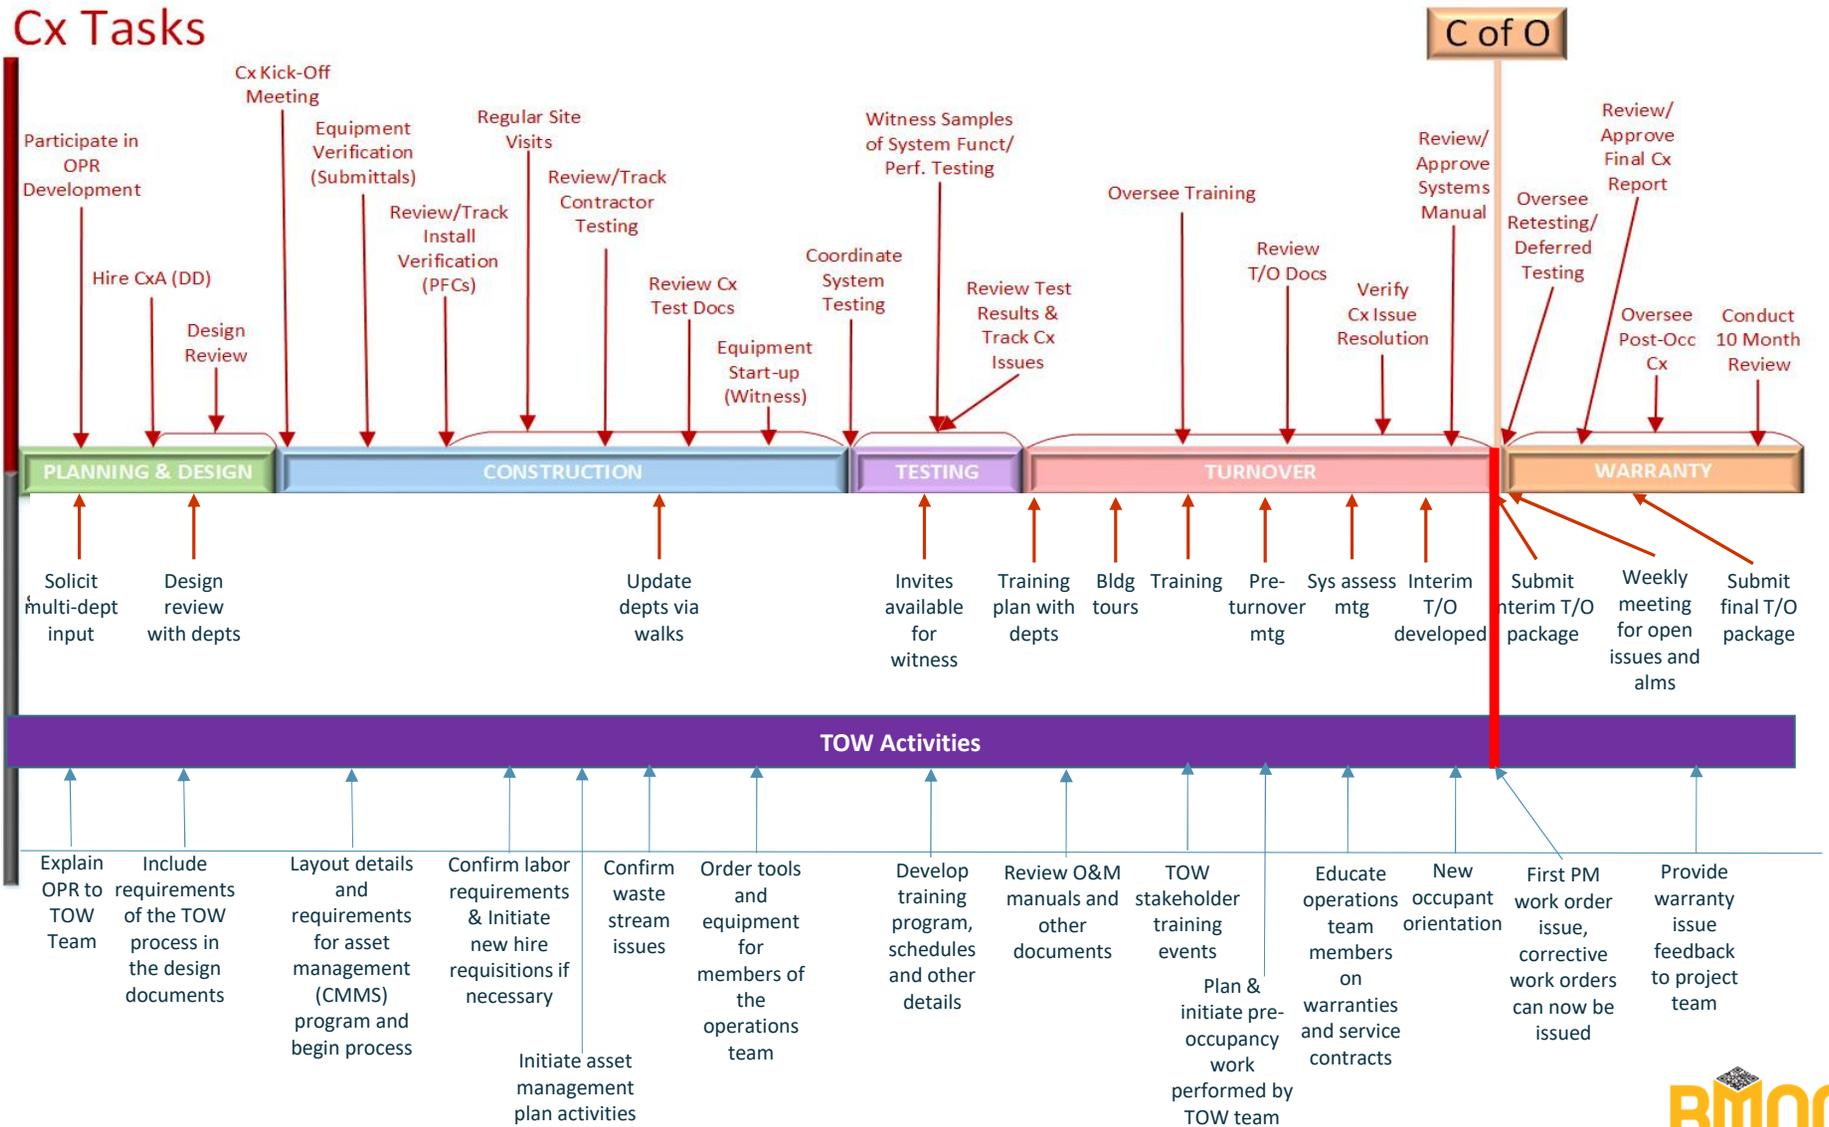 Cx Tasks
C of O
Participate in
OPR
Development
Hire CxA (DD)
Design
Review
Cx Kick-Off
Meeting
Equipment
Verification
(Submittals)
Review/Track
Install
Verification
(PFCs)
Regular Site
Visits
Review/Track
Contractor
Testing
Review Cx
Test Docs
Equipment
Start-up
(Witness)
Coordinate
System
Testing
Witness Samples
of System Funct/
Perf. Testing
Review Test
Results &
Track Cx
Issues
Oversee Training
Review
T/O Docs
Verify
Cx Issue
Resolution
Review/
Approve
Systems
Manual
Oversee
Retesting/
Deferred
Testing
Review/
Approve
Final Cx
Report
Oversee
Post-Occ
Cx
Conduct
10 Month
Review
PLANNING & DESIGN
CONSTRUCTION
TESTING
TURNOVER
WARRANTY
Solicit
multi-dept
input
Design
review
with depts
Update
depts via
walks
Invites
available
for
witness
Training
plan with
depts
Bldg
tours
Training
Pre-
turnover
mtg
Sys assess
mtg
Interim
T/O
developed
Submit
nterim T/O
package
Weekly
meeting
for open
issues and
alms
Submit
final T/O
package
TOW Activities
Explain
OPR to
TOW
Team
Include
requirements
of the TOW
process in
the design
documents
Layout details
and
requirements
for asset
management
(CMMS)
program and
begin process
Confirm labor
requirements
& Initiate
new hire
requisitions if
necessary
Initiate asset
management
plan activities
Confirm
waste
stream
issues
Order tools
and
equipment
for
members of
the
operations
team
Develop
training
program,
schedules
and other
details
Review O&M
manuals and
other
documents
TOW
stakeholder
training
events
Plan &
initiate pre-
occupancy
work
performed by
TOW team
Educate
operations
team
members
on
warranties
and service
contracts
New
occupant
orientation
First PM
work order
issue,
corrective
work orders
can now be
issued
Provide
warranty
issue
feedback
to project
team